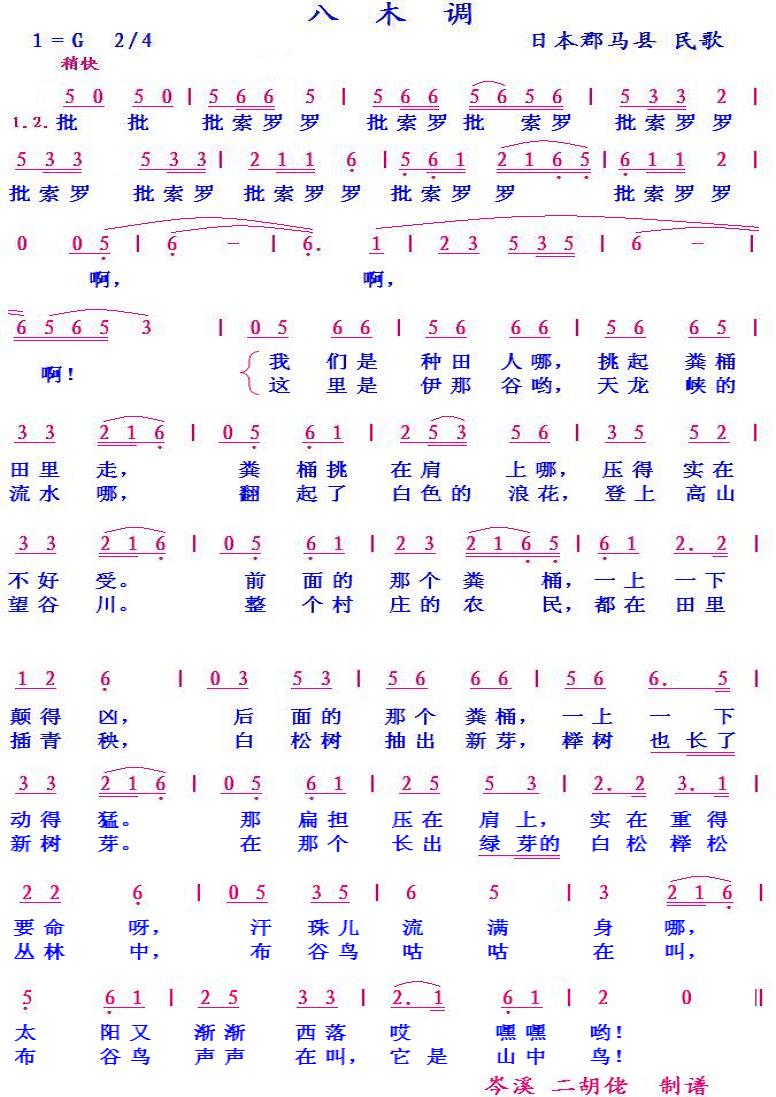 八 木 调
1 = G 2/4 日本郡马县 民歌
稍快
5 0 5 0 | 5 6 6 5 | 5 6 6 5 6 5 6 | 5 3 3 2 |
1. 2. 批 批 批索罗罗 批索罗批 索罗 批索罗罗
5 3 3 5 3 3 | 2 1 1 6 | 5 6 1 2 1 6 5 | 6 1 1 2 |
批索罗 批索罗 批索罗罗 批索罗 罗 批索罗罗
0 0 5 | 6 - | 6. 1 | 2 3 5 3 5 | 6 - |
啊, 啊,
6 5 6 5 3 | 0 5 6 6 | 5 6 6 6 | 5 6 6 5 |
啊!
我 们是 种田 人哪, 挑起 粪桶
这 里是 伊那 谷哟, 天龙 峡的
3 3 2 1 6 | 0 5 6 1 | 2 5 3 5 6 | 3 5 5 2 |
田里 走, 粪 桶挑 在肩 上哪, 压得 实在
流水 哪, 翻 起了 白色的 浪花, 登上 高山
3 3 2 1 6 | 0 5 6 1 | 2 3 2 1 6 5 | 6 1 2. 2 |
不好 受。 前 面的 那个 粪 桶, 一上 一下
望谷 川。 整 个村 庄的 农 民, 都在 田里
1 2 6 | 0 3 5 3 | 5 6 6 6 | 5 6 6. 5 |
颠得 凶, 后 面的 那个 粪桶, 一上 一 下
插青 秧, 白 松树 抽出 新芽, 榉树 也长了
3 3 2 1 6 | 0 5 6 1 | 2 5 5 3 | 2. 2 3. 1 |
动得 猛。 那 扁担 压在 肩上, 实在 重得
新树 芽。 在 那个 长出 绿芽的 白松 榉松
2 2 6 | 0 5 3 5 | 6 5 | 3 2 1 6 |
要命 呀, 汗 珠儿 流 满 身 哪,
丛林 中, 布 谷鸟 咕 咕 在 叫,
5 6 1 | 2 5 3 3 | 2. 1 6 1 | 2 0 ‖
太 阳又 渐渐 西落 哎 嘿嘿 哟!
布 谷鸟 声声 在叫, 它是 山中 鸟!
岑溪 二胡佬 制谱